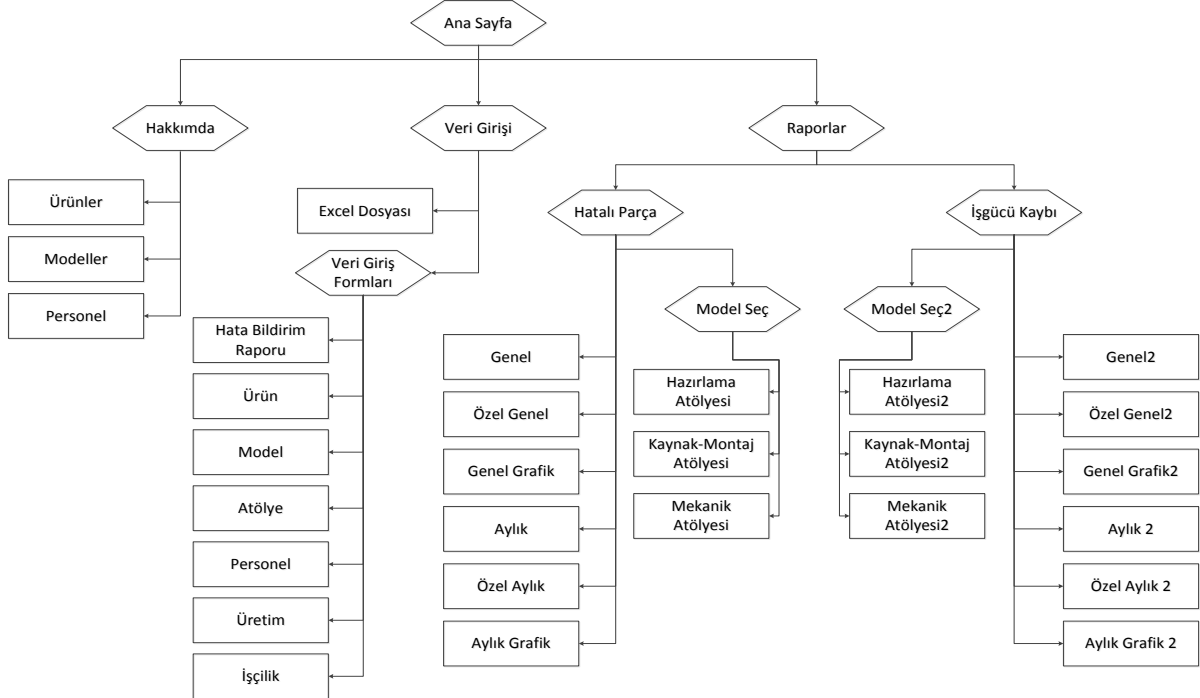 Ana Sayfa
Hakkımda
Veri Girişi
Raporlar
Ürünler
Modeller
Personel
Excel Dosyası
Veri Giriş
Formları
Hata Bildirim
Raporu
Ürün
Model
Atölye
Personel
Üretim
İşçilik
Hatalı Parça
İşgücü Kaybı
Model Seç
Model Seç2
Genel
Özel Genel
Genel Grafik
Aylık
Özel Aylık
Aylık Grafik
Hazırlama
Atölyesi
Kaynak-Montaj
Atölyesi
Mekanik
Atölyesi
Hazırlama
Atölyesi2
Kaynak-Montaj
Atölyesi2
Mekanik
Atölyesi2
Genel2
Özel Genel2
Genel Grafik2
Aylık 2
Özel Aylık 2
Aylık Grafik 2